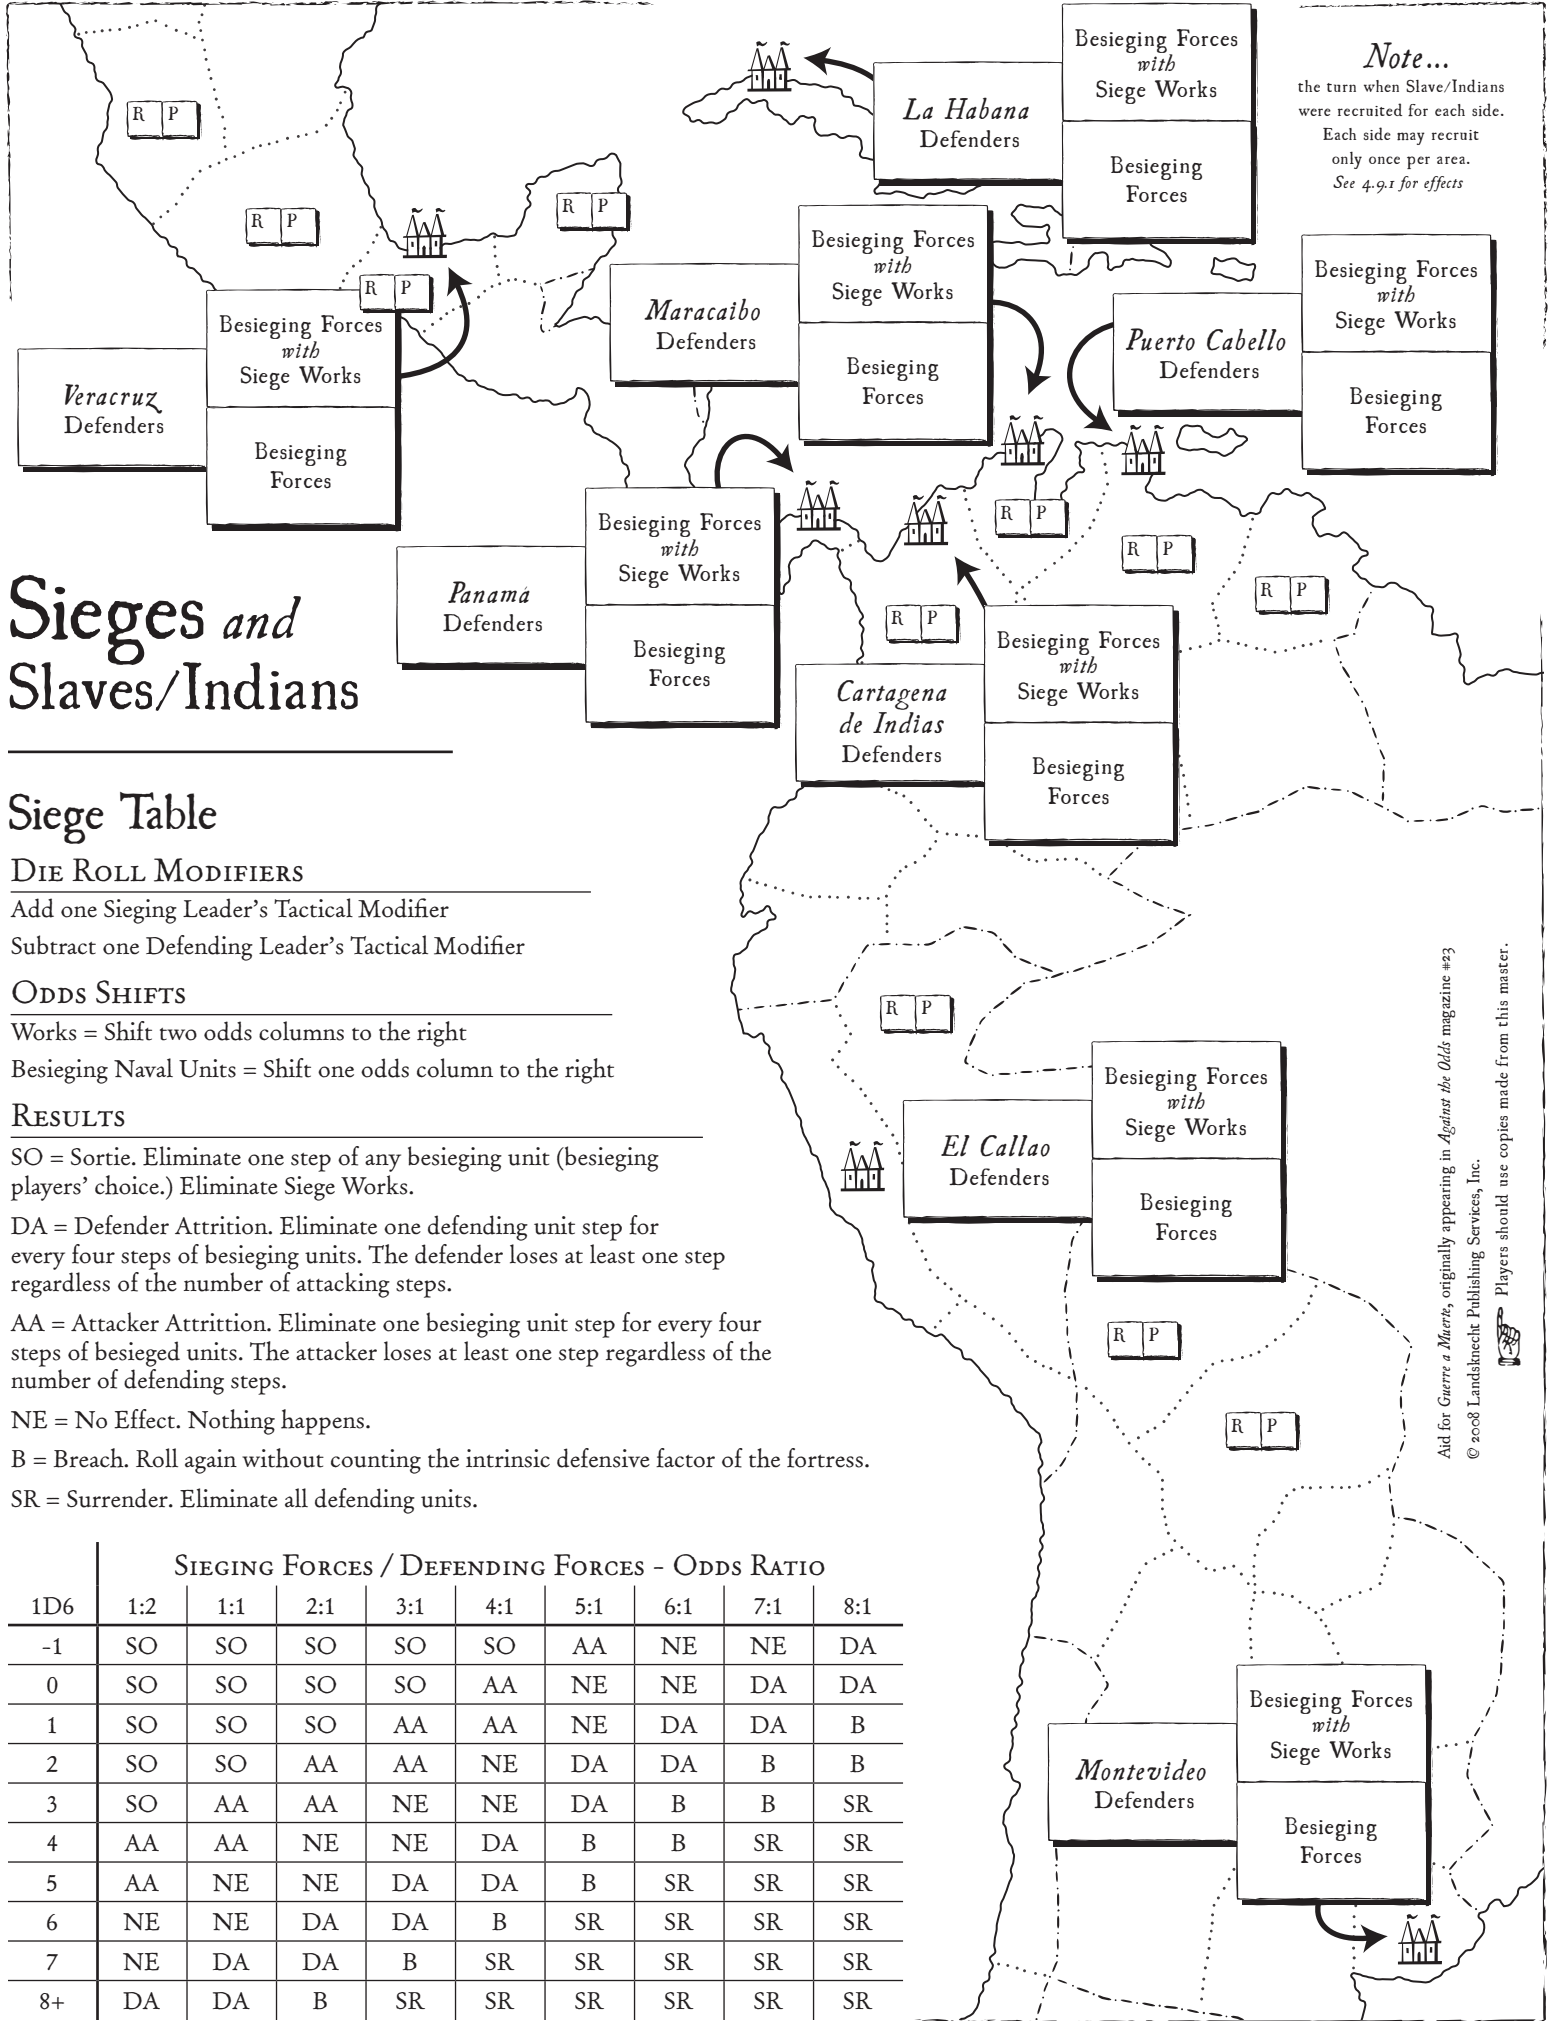 Note...
the turn when Slave/Indians
were recruited for each side.
Each side may recruit
only once per area.
See 4.9.1 for effects
La Habana
Defenders
Besieging Forces
with
Siege Works
Besieging
Forces
R P
R P
R P
R P
Veracruz
Defenders
Besieging Forces
with
Siege Works
Besieging
Forces
Maracaibo
Defenders
Besieging Forces
with
Siege Works
Besieging
Forces
Puerto Cabello
Defenders
Besieging Forces
with
Siege Works
Besieging
Forces
Panamá
Defenders
Besieging Forces
with
Siege Works
Besieging
Forces
R P
R P
R P
R P
Cartagena
de Indias
Defenders
Besieging Forces
with
Siege Works
Besieging
Forces
Sieges and
Slaves/Indians
Siege Table
Die Roll Modifiers
Add one Sieging Leader's Tactical Modifier
Subtract one Defending Leader's Tactical Modifier
Odds Shifts
Works = Shift two odds columns to the right
Besieging Naval Units = Shift one odds column to the right
Results
SO = Sortie. Eliminate one step of any besieging unit (besieging
players' choice.) Eliminate Siege Works.
DA = Defender Attrition. Eliminate one defending unit step for
every four steps of besieging units. The defender loses at least one step
regardless of the number of attacking steps.
AA = Attacker Attrittion. Eliminate one besieging unit step for every four
steps of besieged units. The attacker loses at least one step regardless of the
number of defending steps.
NE = No Effect. Nothing happens.
B = Breach. Roll again without counting the intrinsic defensive factor of the fortress.
SR = Surrender. Eliminate all defending units.
R P
El Callao
Defenders
Besieging Forces
with
Siege Works
Besieging
Forces
R P
R P
Aid for Guerre a Muerte, originally appearing in Against the Odds magazine #23
© 2008 Landsknecht Publishing Services, Inc.
Players should use copies made from this master.
Sieging Forces / Defending Forces - Odds Ratio
1D6 1:2 1:1 2:1 3:1 4:1 5:1 6:1 7:1 8:1
-1 SO SO SO SO SO AA NE NE DA
0 SO SO SO SO AA NE NE DA DA
1 SO SO SO AA AA NE DA DA B
2 SO SO AA AA NE DA DA B B
3 SO AA AA NE NE DA B B SR
4 AA AA NE NE DA B B SR SR
5 AA NE NE DA DA B SR SR SR
6 NE NE DA DA B SR SR SR SR
7 NE DA DA B SR SR SR SR SR
8+ DA DA B SR SR SR SR SR SR
Montevideo
Defenders
Besieging Forces
with
Siege Works
Besieging
Forces